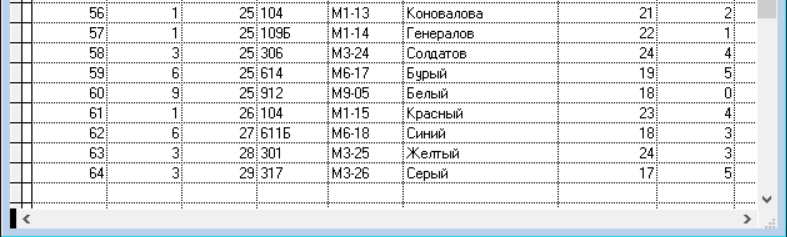 56 1 25 104 М1-13 Коновалова 21 2
57 1 25 109Б М1-14 Генералов 22 1
58 3 25 306 М3-24 Солдатов 24 4
59 6 25 614 М6-17 Бурый 19 5
60 9 25 912 М9-05 Белый 18 0
61 1 26 104 М1-15 Красный 23 4
62 6 27 611Б М6-18 Синий 18 3
63 3 28 301 М3-25 Желтый 24 3
64 3 29 317 М3-26 Серый 17 5